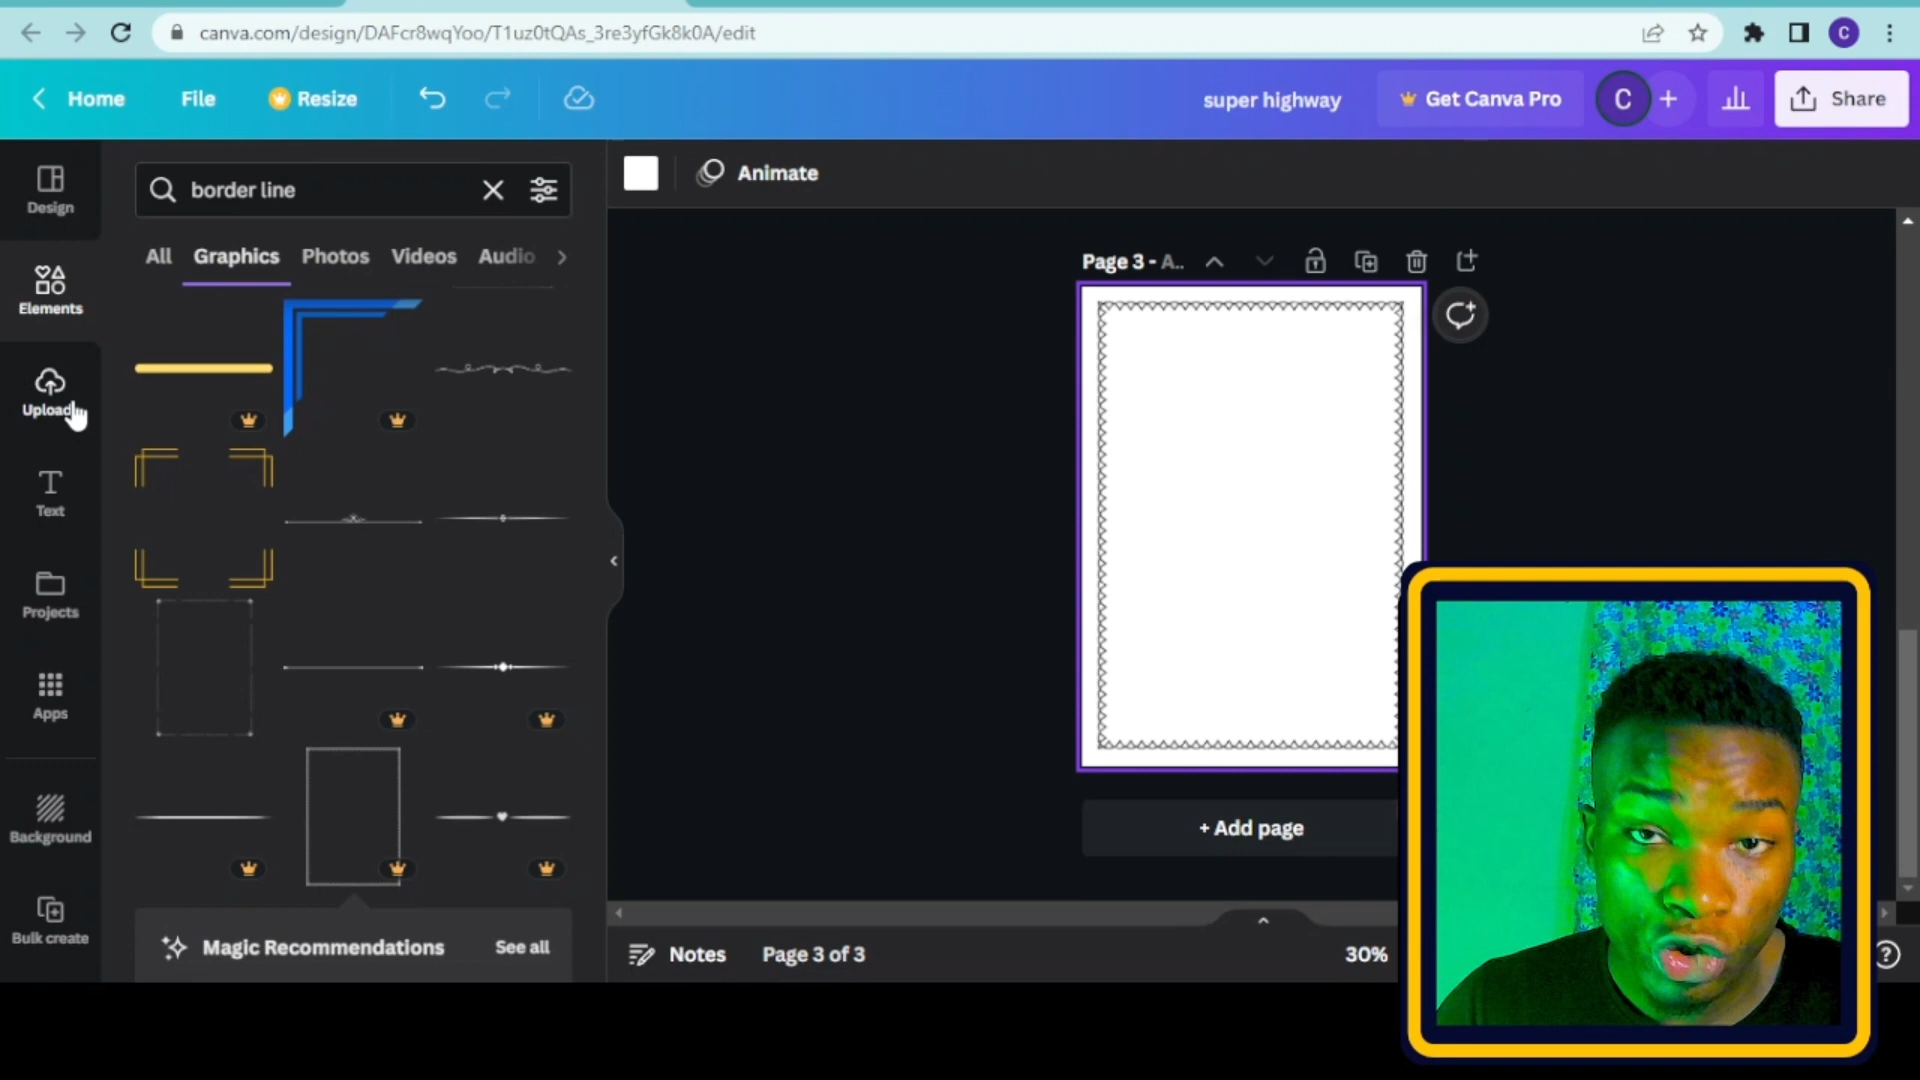 canva.com/design/DAFcr8wqYoo/T1uz0tQAs_3re3yfGk8k0A/edit
C
Home
File
Resize
super highway
Get Canva Pro
C
+
Share
Design
border line
Animate
All
Graphics
Photos
Videos
Audio
Page 3 - A..
Elements
Upload
Text
Projects
Apps
Background
+ Add page
Bulk create
Magic Recommendations
See all
Notes
Page 3 of 3
30%
?